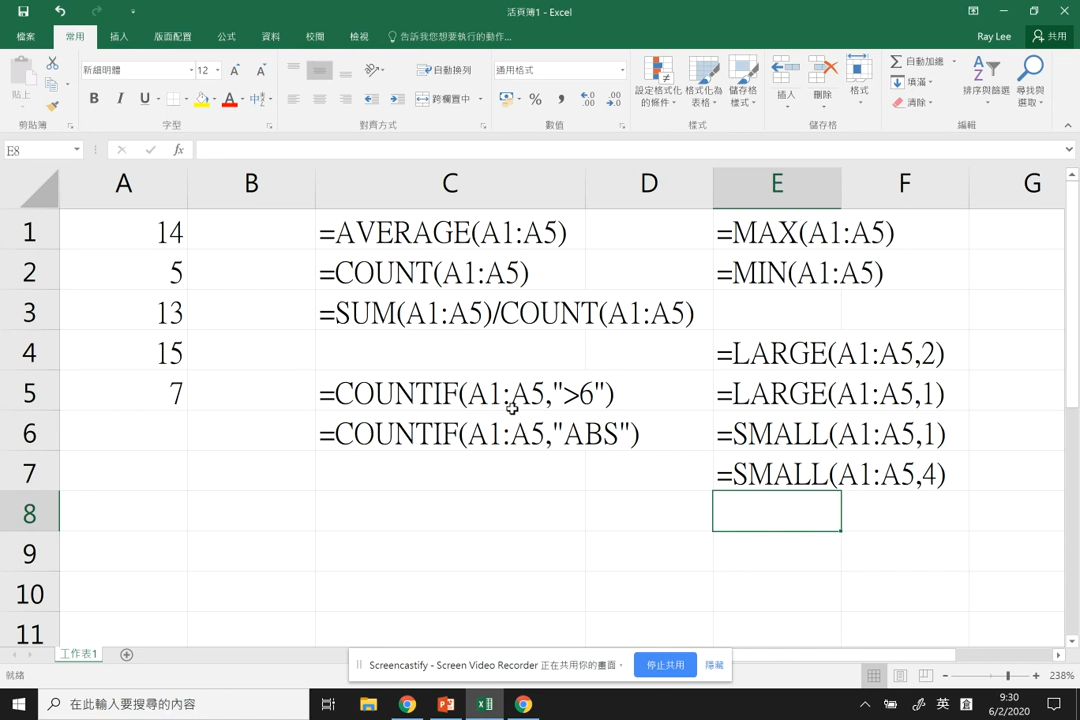 活頁簿1 - Excel
檔案 常用 插入 版面配置 公式 資料 校閱 檢視 告訴我您想要執行的動作... Ray Lee 共用
貼上 新細明體 12 自動換列 通用格式 設定格式化的條件 格式化為表格 儲存格樣式 插入 刪除 格式 自動加總 填滿 清除 排序與篩選 尋找與選取
B I U A 中 跨欄置中 % , .00
剪貼簿 字型 對齊方式 數值 樣式 儲存格 編輯
E8 fx
A B C D E F G
1 14 =AVERAGE(A1:A5) =MAX(A1:A5)
2 5 =COUNT(A1:A5) =MIN(A1:A5)
3 13 =SUM(A1:A5)/COUNT(A1:A5)
4 15 =LARGE(A1:A5,2)
5 7 =COUNTIF(A1:A5,">6") =LARGE(A1:A5,1)
6 =COUNTIF(A1:A5,"ABS") =SMALL(A1:A5,1)
7 =SMALL(A1:A5,4)
8
9
10
11
工作表1
Screencastify - Screen Video Recorder 正在共用你的畫面。 停止共用 隱藏
就緒 238%
在此輸入要搜尋的內容 英 9:30
6/2/2020